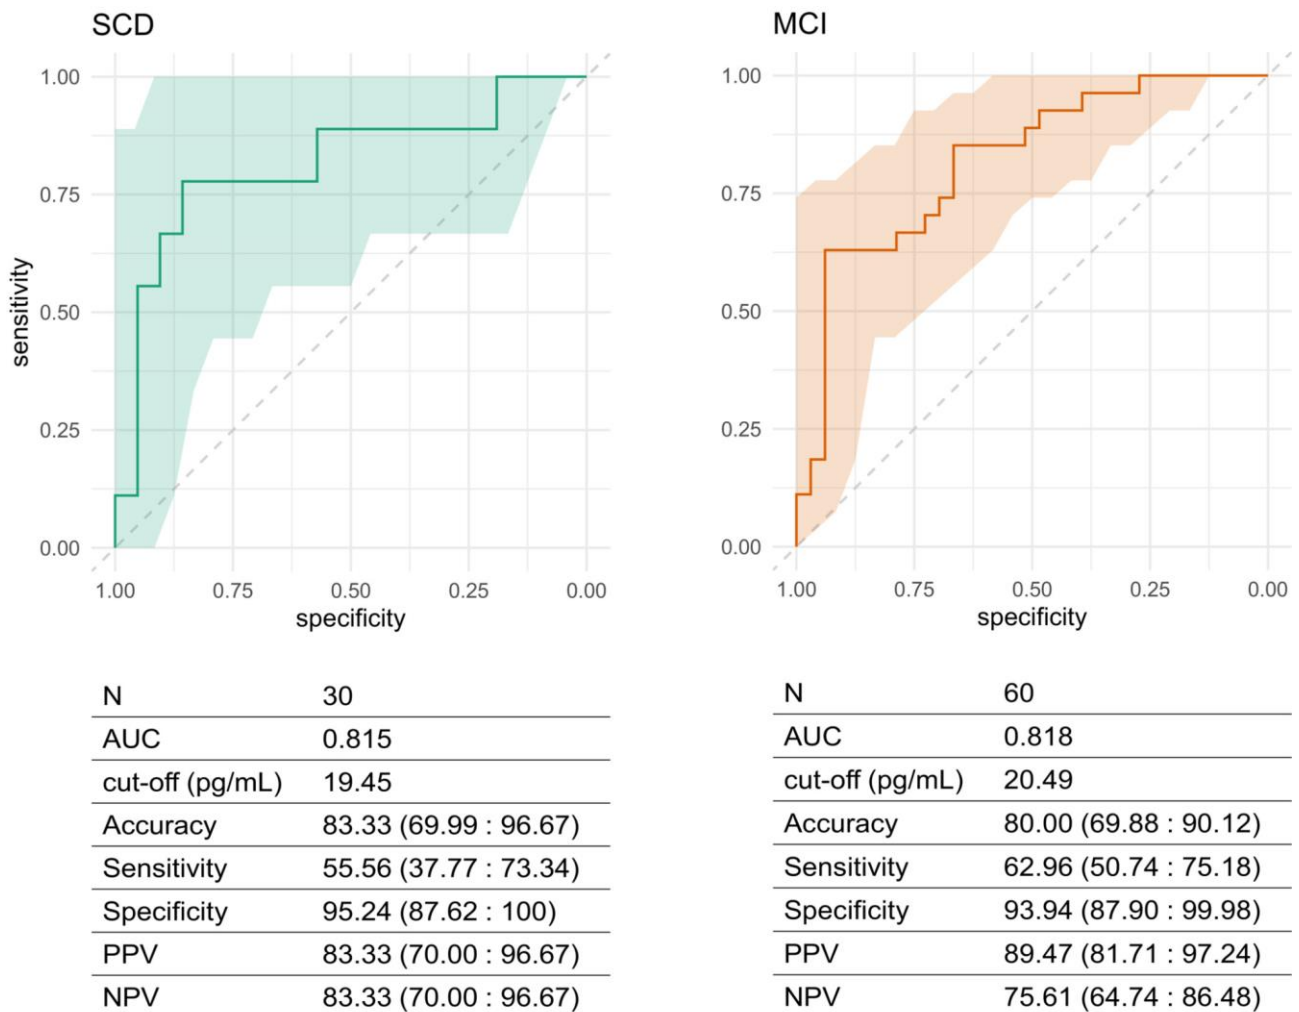 SCD
1.00
0.75
0.50
0.25
0.00
sensitivity
1.00 0.75 0.50 0.25 0.00
specificity
N 30
AUC 0.815
cut-off (pg/mL) 19.45
Accuracy 83.33 (69.99 : 96.67)
Sensitivity 55.56 (37.77 : 73.34)
Specificity 95.24 (87.62 : 100)
PPV 83.33 (70.00 : 96.67)
NPV 83.33 (70.00 : 96.67)
MCI
1.00
0.75
0.50
0.25
0.00
1.00 0.75 0.50 0.25 0.00
specificity
N 60
AUC 0.818
cut-off (pg/mL) 20.49
Accuracy 80.00 (69.88 : 90.12)
Sensitivity 62.96 (50.74 : 75.18)
Specificity 93.94 (87.90 : 99.98)
PPV 89.47 (81.71 : 97.24)
NPV 75.61 (64.74 : 86.48)